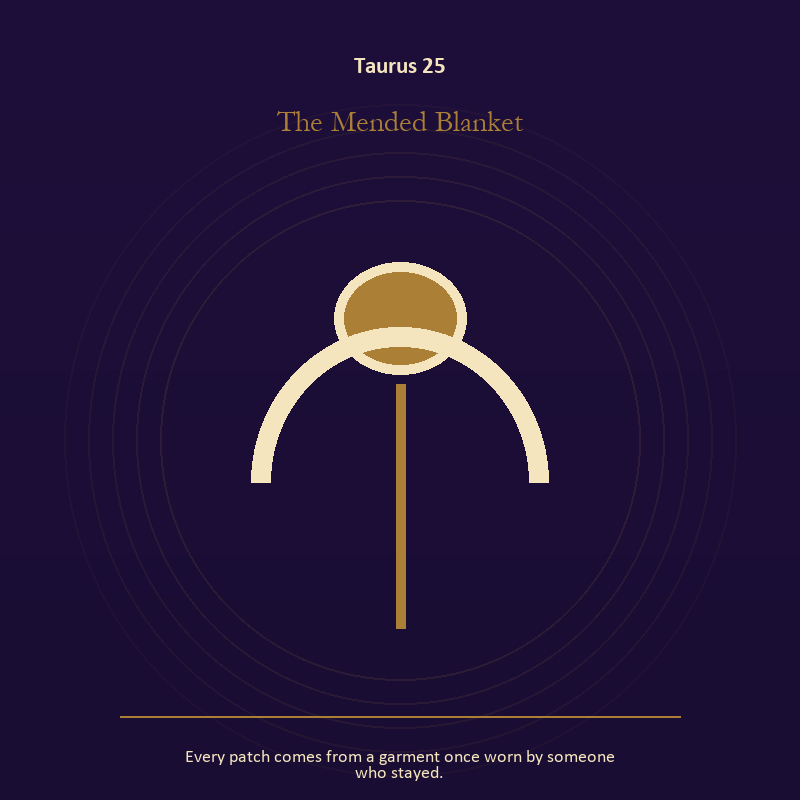 Taurus 25
The Mended Blanket
Every patch comes from a garment once worn by someone
who stayed.